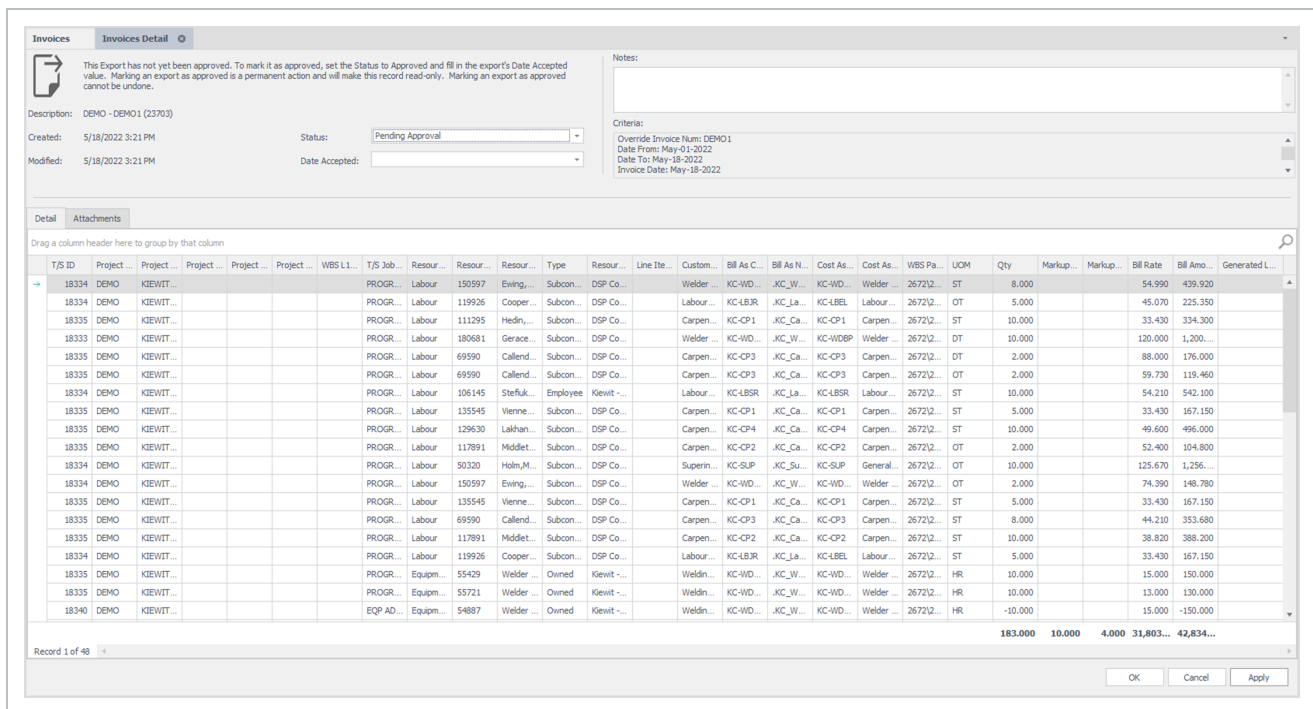 Invoices Invoices Detail
This Export has not yet been approved. To mark it as approved, set the Status to Approved and fill in the export's Date Accepted
value. Marking an export as approved is a permanent action and will make this record read-only. Marking an export as approved
cannot be undone.
Notes:
Description: DEMO - DEMO1 (23703)
Created: 5/18/2022 3:21 PM Status: Pending Approval
Modified: 5/18/2022 3:21 PM Date Accepted:
Criteria:
Override Invoice Num: DEMO1
Date From: May-01-2022
Date To: May-18-2022
Invoice Date: May-18-2022
Detail Attachments
Drag a column header here to group by that column
T/S ID Project ... Project ... Project ... Project ... Project ... WBS L1... T/S Job... Resour... Resour... Resour... Type Resour... Line Ite... Custom... Bill As C... Bill As N... Cost As... Cost As... WBS Pa... UOM Qty Markup... Markup... Bill Rate Bill Amo... Generated L...
18334 DEMO KIEWIT... PROGR... Labour 150597 Ewing,... Subcon... DSP Co... Welder ... KC-WD... .KC_W... KC-WD... Welder ... 2672\2... ST 8.000 54.990 439.920
18334 DEMO KIEWIT... PROGR... Labour 119926 Cooper... Subcon... DSP Co... Labour... KC-LBJR .KC_La... KC-LBEL Labour... 2672\2... OT 5.000 45.070 225.350
18335 DEMO KIEWIT... PROGR... Labour 111295 Hedin,... Subcon... DSP Co... Carpen... KC-CP1 .KC_Ca... KC-CP1 Carpen... 2672\2... ST 10.000 33.430 334.300
18333 DEMO KIEWIT... PROGR... Labour 180681 Gerace... Subcon... DSP Co... Welder ... KC-WD... .KC_W... KC-WDBP Welder ... 2672\2... DT 10.000 120.000 1,200....
18335 DEMO KIEWIT... PROGR... Labour 69590 Callend... Subcon... DSP Co... Carpen... KC-CP3 .KC_Ca... KC-CP3 Carpen... 2672\2... DT 2.000 88.000 176.000
18335 DEMO KIEWIT... PROGR... Labour 69590 Callend... Subcon... DSP Co... Carpen... KC-CP3 .KC_Ca... KC-CP3 Carpen... 2672\2... OT 2.000 59.730 119.460
18334 DEMO KIEWIT... PROGR... Labour 106145 Stefiuk... Employee Kiewit -... Labour... KC-LBSR .KC_La... KC-LBSR Labour... 2672\2... ST 10.000 54.210 542.100
18335 DEMO KIEWIT... PROGR... Labour 135545 Vienne... Subcon... DSP Co... Carpen... KC-CP1 .KC_Ca... KC-CP1 Carpen... 2672\2... ST 5.000 33.430 167.150
18335 DEMO KIEWIT... PROGR... Labour 129630 Lakhan... Subcon... DSP Co... Carpen... KC-CP4 .KC_Ca... KC-CP4 Carpen... 2672\2... ST 10.000 49.600 496.000
18335 DEMO KIEWIT... PROGR... Labour 117891 Middlet... Subcon... DSP Co... Carpen... KC-CP2 .KC_Ca... KC-CP2 Carpen... 2672\2... OT 2.000 52.400 104.800
18334 DEMO KIEWIT... PROGR... Labour 50320 Holm,M... Subcon... DSP Co... Superin... KC-SUP .KC_Su... KC-SUP General... 2672\2... OT 10.000 125.670 1,256....
18334 DEMO KIEWIT... PROGR... Labour 150597 Ewing,... Subcon... DSP Co... Welder ... KC-WD... .KC_W... KC-WD... Welder ... 2672\2... OT 2.000 74.390 148.780
18335 DEMO KIEWIT... PROGR... Labour 135545 Vienne... Subcon... DSP Co... Carpen... KC-CP1 .KC_Ca... KC-CP1 Carpen... 2672\2... ST 5.000 33.430 167.150
18335 DEMO KIEWIT... PROGR... Labour 69590 Callend... Subcon... DSP Co... Carpen... KC-CP3 .KC_Ca... KC-CP3 Carpen... 2672\2... ST 8.000 44.210 353.680
18335 DEMO KIEWIT... PROGR... Labour 117891 Middlet... Subcon... DSP Co... Carpen... KC-CP2 .KC_Ca... KC-CP2 Carpen... 2672\2... ST 10.000 38.820 388.200
18334 DEMO KIEWIT... PROGR... Labour 119926 Cooper... Subcon... DSP Co... Labour... KC-LBJR .KC_La... KC-LBEL Labour... 2672\2... ST 5.000 33.430 167.150
18335 DEMO KIEWIT... PROGR... Equipm... 55429 Welder ... Owned Kiewit -... Weldin... KC-WD... .KC_W... KC-WD... Welder ... 2672\2... HR 10.000 15.000 150.000
18335 DEMO KIEWIT... PROGR... Equipm... 55721 Welder ... Owned Kiewit -... Weldin... KC-WD... .KC_W... KC-WD... Welder ... 2672\2... HR 10.000 13.000 130.000
18340 DEMO KIEWIT... EQP AD... Equipm... 54887 Welder ... Owned Kiewit -... Weldin... KC-WD... .KC_W... KC-WD... Welder ... 2672\2... HR -10.000 15.000 -150.000
183.000 10.000 4.000 31,803... 42,834...
Record 1 of 48
OK Cancel Apply